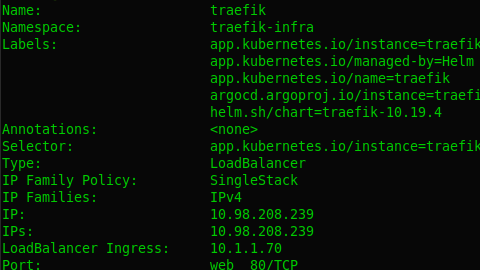 Name: traefik
Namespace: traefik-infra
Labels: app.kubernetes.io/instance=traefik
app.kubernetes.io/managed-by=Helm
app.kubernetes.io/name=traefik
argocd.argoproj.io/instance=traefi
helm.sh/chart=traefik-10.19.4
Annotations: <none>
Selector: app.kubernetes.io/instance=traefik
Type: LoadBalancer
IP Family Policy: SingleStack
IP Families: IPv4
IP: 10.98.208.239
IPs: 10.98.208.239
LoadBalancer Ingress: 10.1.1.70
Port: web 80/TCP